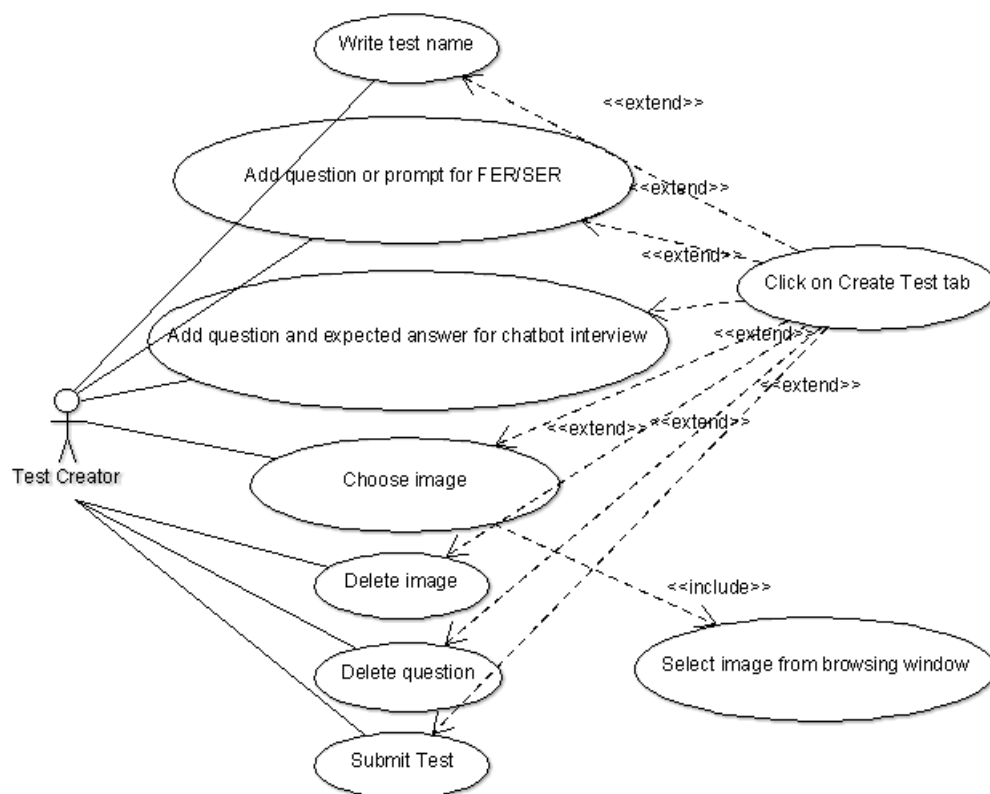 Write test name
<<extend>>
Add question or prompt for FER/SER
<<extend>>
<<extend>>
Click on Create Test tab
Add question and expected answer for chatbot interview
<<extend>>
<<extend>>
<<extend>>
<<extend>>
Test Creator
Choose image
Delete image
<<include>>
Select image from browsing window
Delete question
Submit Test